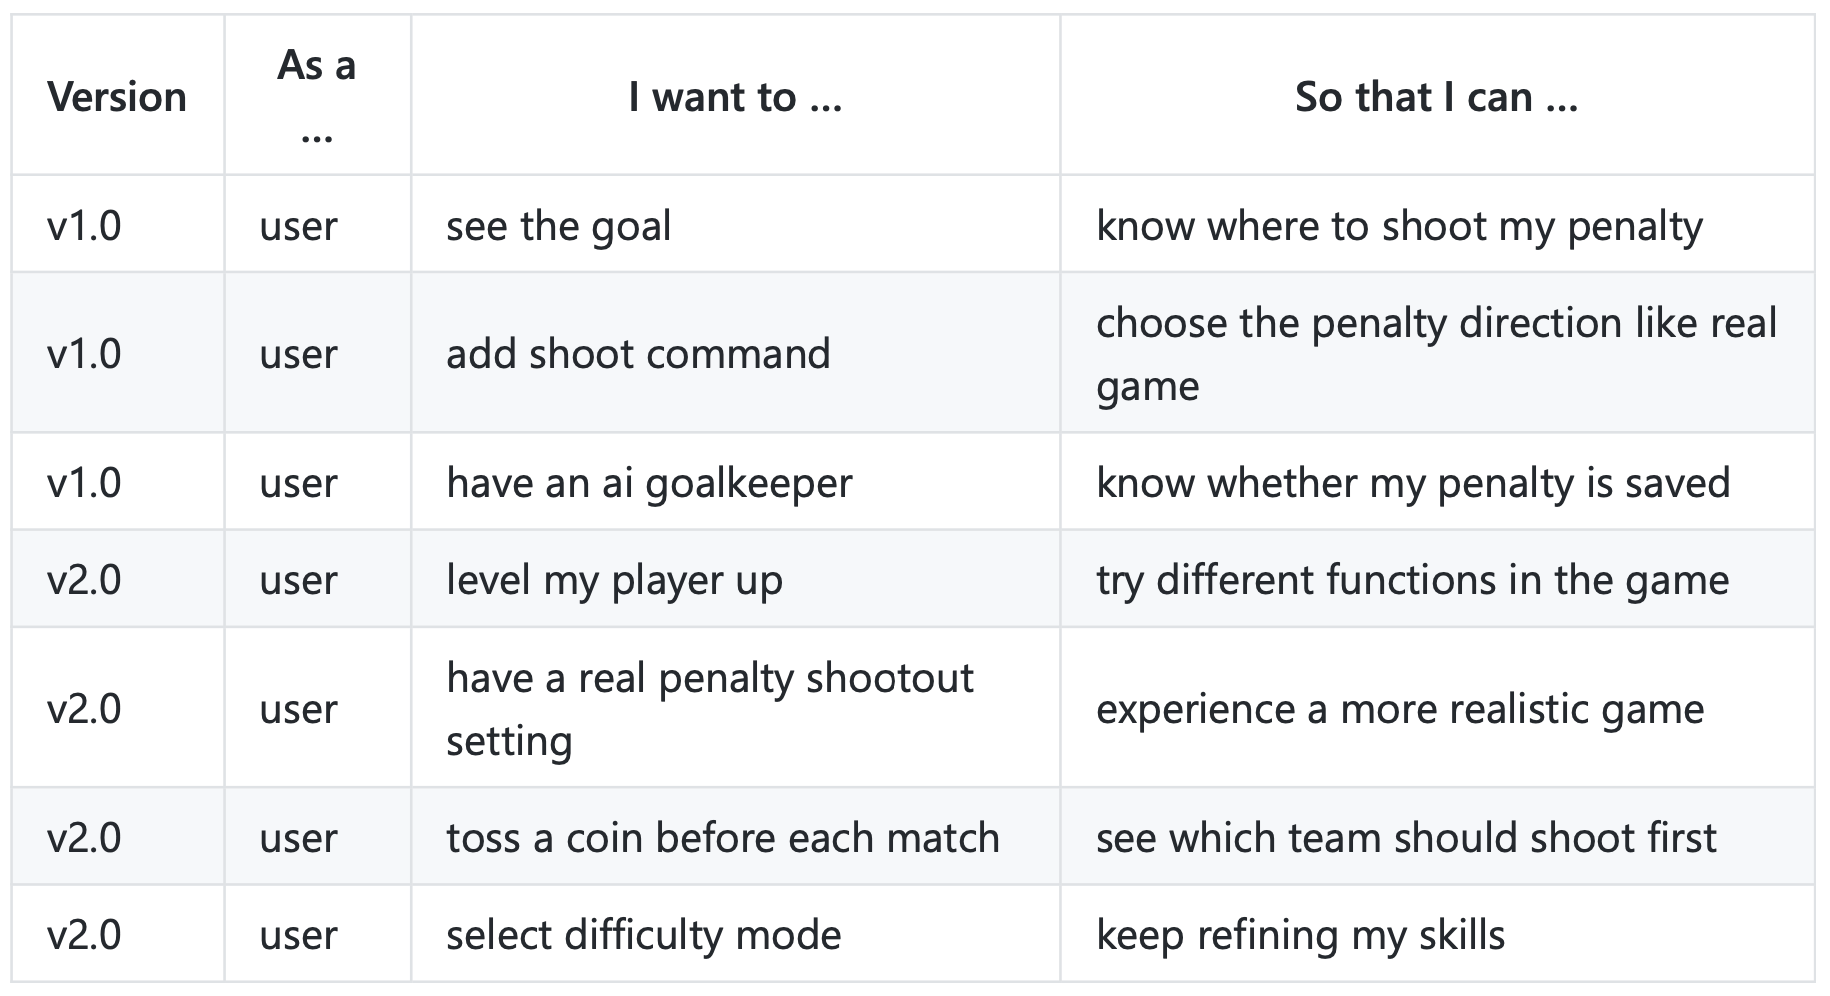 Version As a ... I want to ... So that I can ...
v1.0 user see the goal know where to shoot my penalty
v1.0 user add shoot command choose the penalty direction like real game
v1.0 user have an ai goalkeeper know whether my penalty is saved
v2.0 user level my player up try different functions in the game
v2.0 user have a real penalty shootout setting experience a more realistic game
v2.0 user toss a coin before each match see which team should shoot first
v2.0 user select difficulty mode keep refining my skills